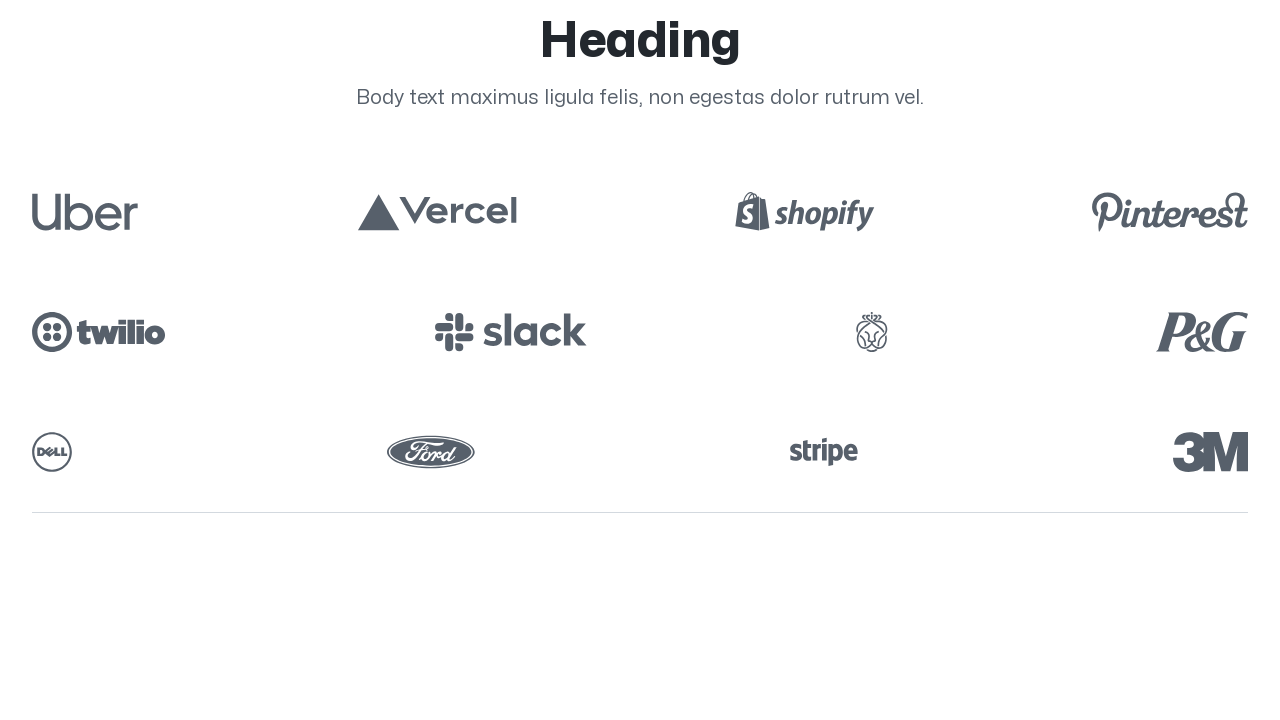 Heading
Body text maximus ligula felis, non egestas dolor rutrum vel.
Uber
Vercel
shopify
Pinterest
twilio
slack
P&G
DELL
Ford
stripe
3M